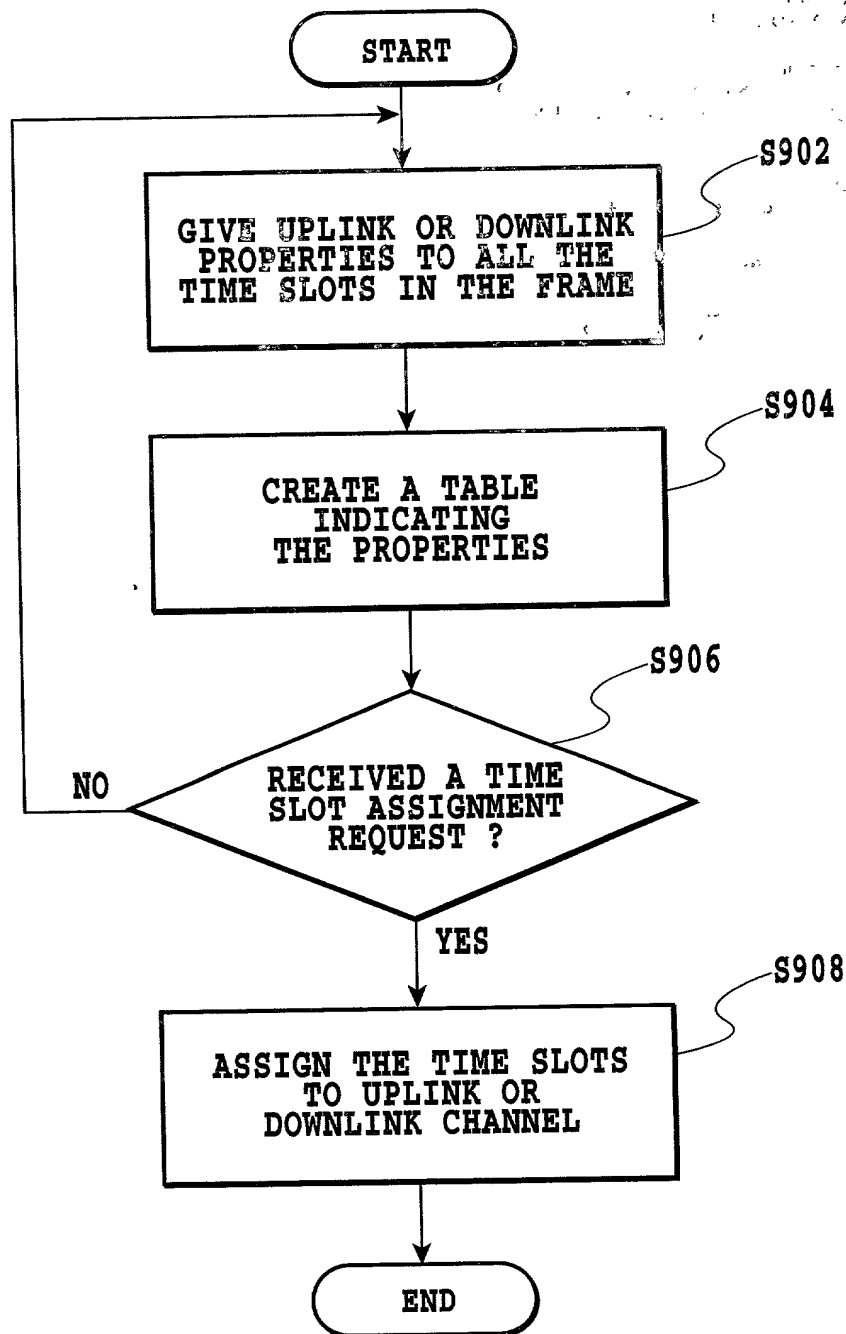 START
S902
GIVE UPLINK OR DOWNLINK
PROPERTIES TO ALL THE
TIME SLOTS IN THE FRAME
S904
CREATE A TABLE
INDICATING
THE PROPERTIES
S906
NO
RECEIVED A TIME
SLOT ASSIGNMENT
REQUEST ?
YES
S908
ASSIGN THE TIME SLOTS
TO UPLINK OR
DOWNLINK CHANNEL
END